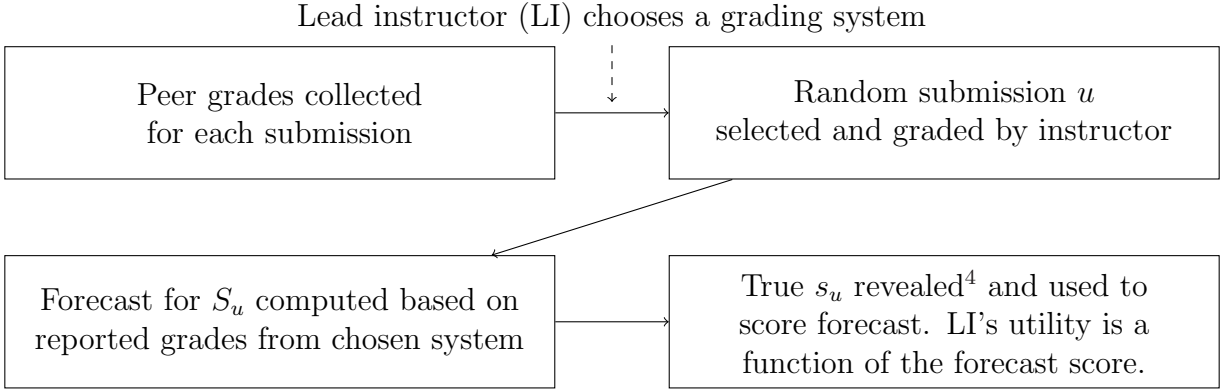 Lead instructor (LI) chooses a grading system
Peer grades collected
for each submission
Random submission u
selected and graded by instructor
Forecast for S_u computed based on
reported grades from chosen system
True s_u revealed⁴ and used to
score forecast. LI's utility is a
function of the forecast score.